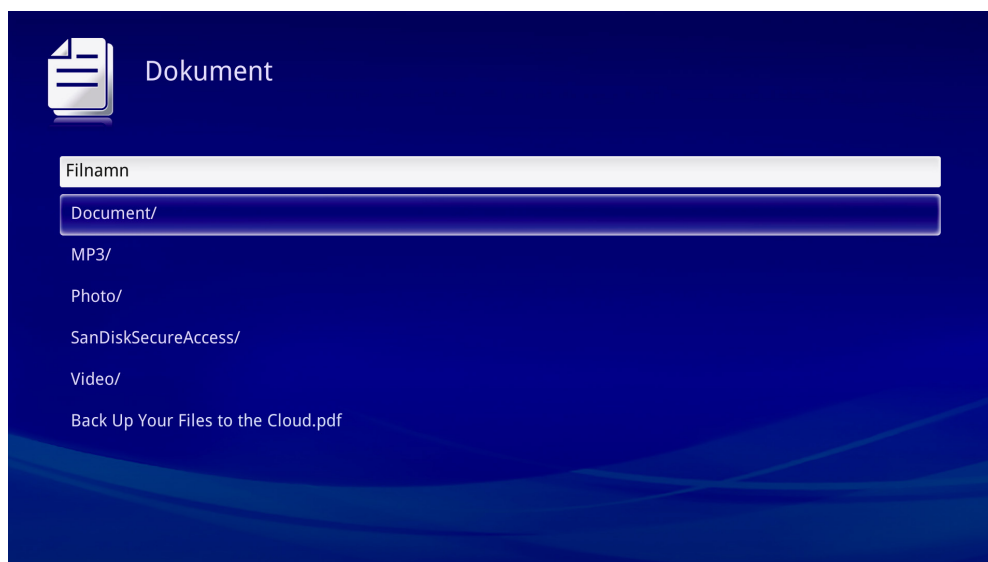 Dokument
Filnamn
Document/
MP3/
Photo/
SanDiskSecureAccess/
Video/
Back Up Your Files to the Cloud.pdf